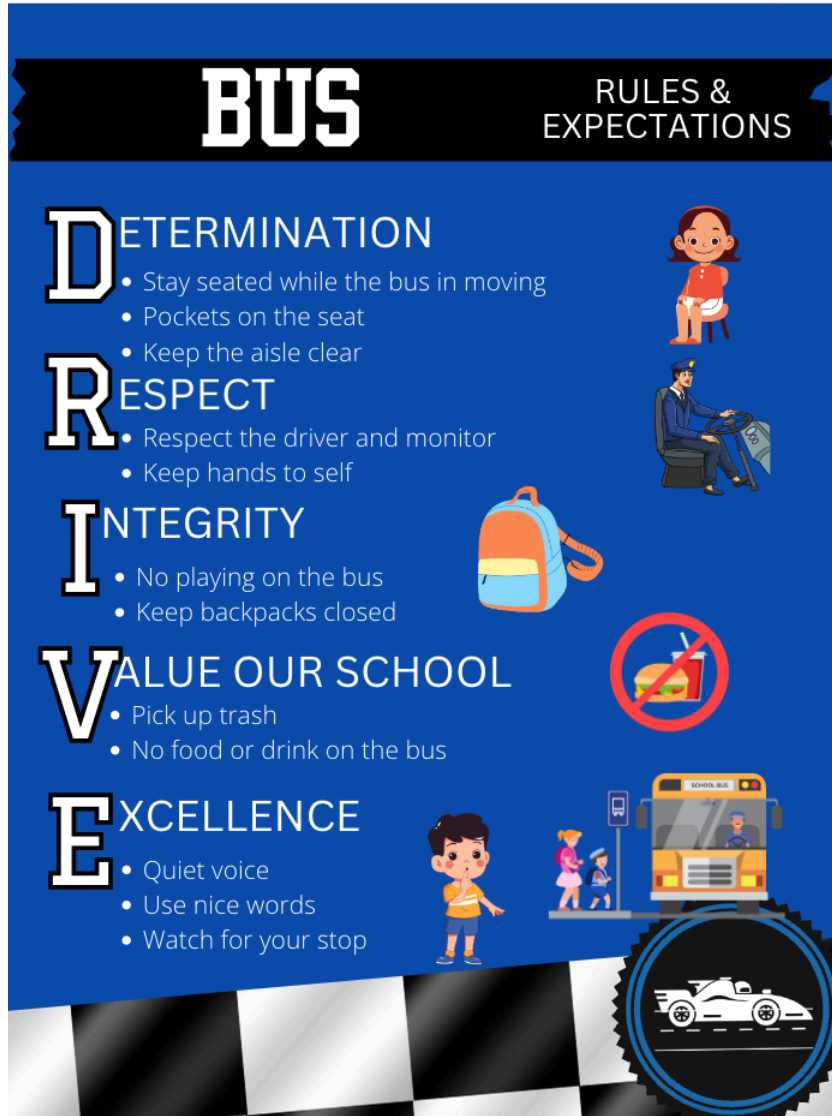 BUS
RULES &
EXPECTATIONS
DETERMINATION
• Stay seated while the bus in moving
• Pockets on the seat
• Keep the aisle clear
RESPECT
• Respect the driver and monitor
• Keep hands to self
INTEGRITY
• No playing on the bus
• Keep backpacks closed
VALUE OUR SCHOOL
• Pick up trash
• No food or drink on the bus
EXCELLENCE
SCHOOL BUS
• Quiet voice
• Use nice words
• Watch for your stop